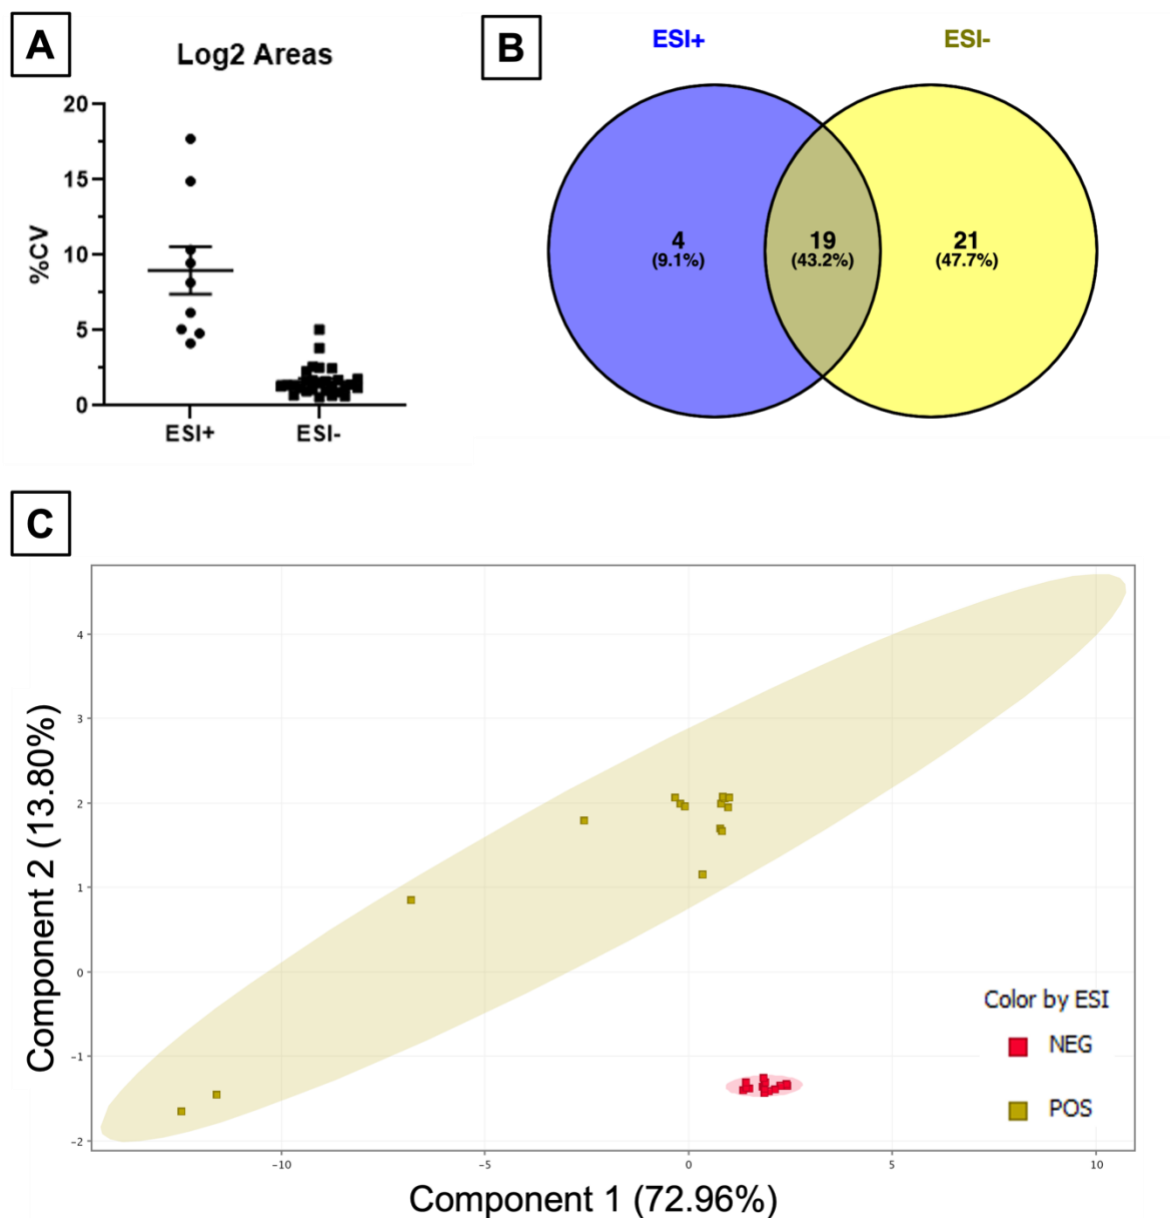 A
Log2 Areas
%CV
20
15
10
5
0
ESI+
ESI-
B
ESI+
ESI-
4
(9.1%)
19
(43.2%)
21
(47.7%)
C
Component 2 (13.80%)
4
3
2
1
0
−1
−2
−10
−5
0
5
10
Component 1 (72.96%)
Color by ESI
NEG
POS